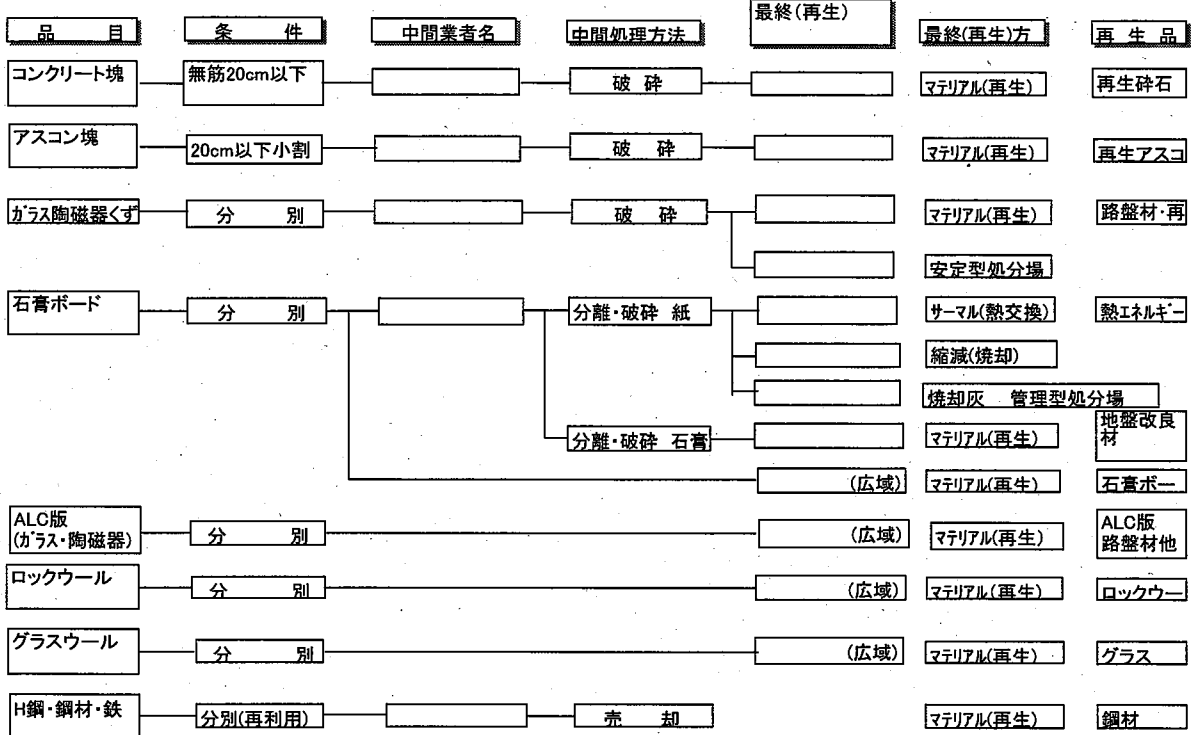 品 目 条 件 中間業者名 中間処理方法 最終(再生) 最終(再生)方 再 生 品
コンクリート塊 無筋20cm以下 破 砕 マテリアル(再生) 再生砕石
アスコン塊 20cm以下小割 破 砕 マテリアル(再生) 再生アスコ
ガラス陶磁器くず 分 別 破 砕 マテリアル(再生) 路盤材・再
安定型処分場
石膏ボード 分 別 分離・破砕 紙 サーマル(熱交換) 熱エネルギー
縮減(焼却)
焼却灰 管理型処分場
分離・破砕 石膏 マテリアル(再生) 地盤改良
材
(広域) マテリアル(再生) 石膏ボー
ALC版
(ガラス・陶磁器) 分 別 (広域) マテリアル(再生) ALC版
路盤材他
ロックウール 分 別 (広域) マテリアル(再生) ロックウー
グラスウール 分 別 (広域) マテリアル(再生) グラス
H鋼・鋼材・鉄 分別(再利用) 売 却 マテリアル(再生) 鋼材